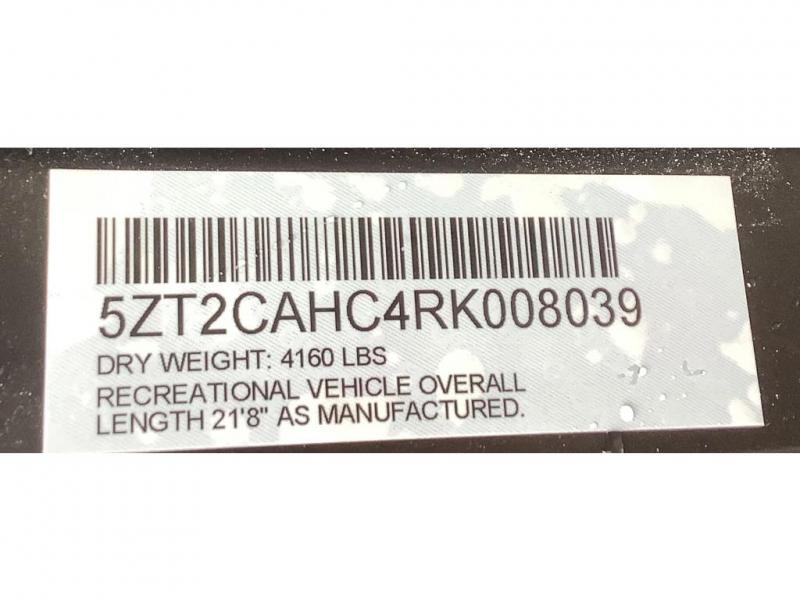 5ZT2CAHC4RK008039
DRY WEIGHT: 4160 LBS
RECREATIONAL VEHICLE OVERALL
LENGTH 21'8" AS MANUFACTURED.